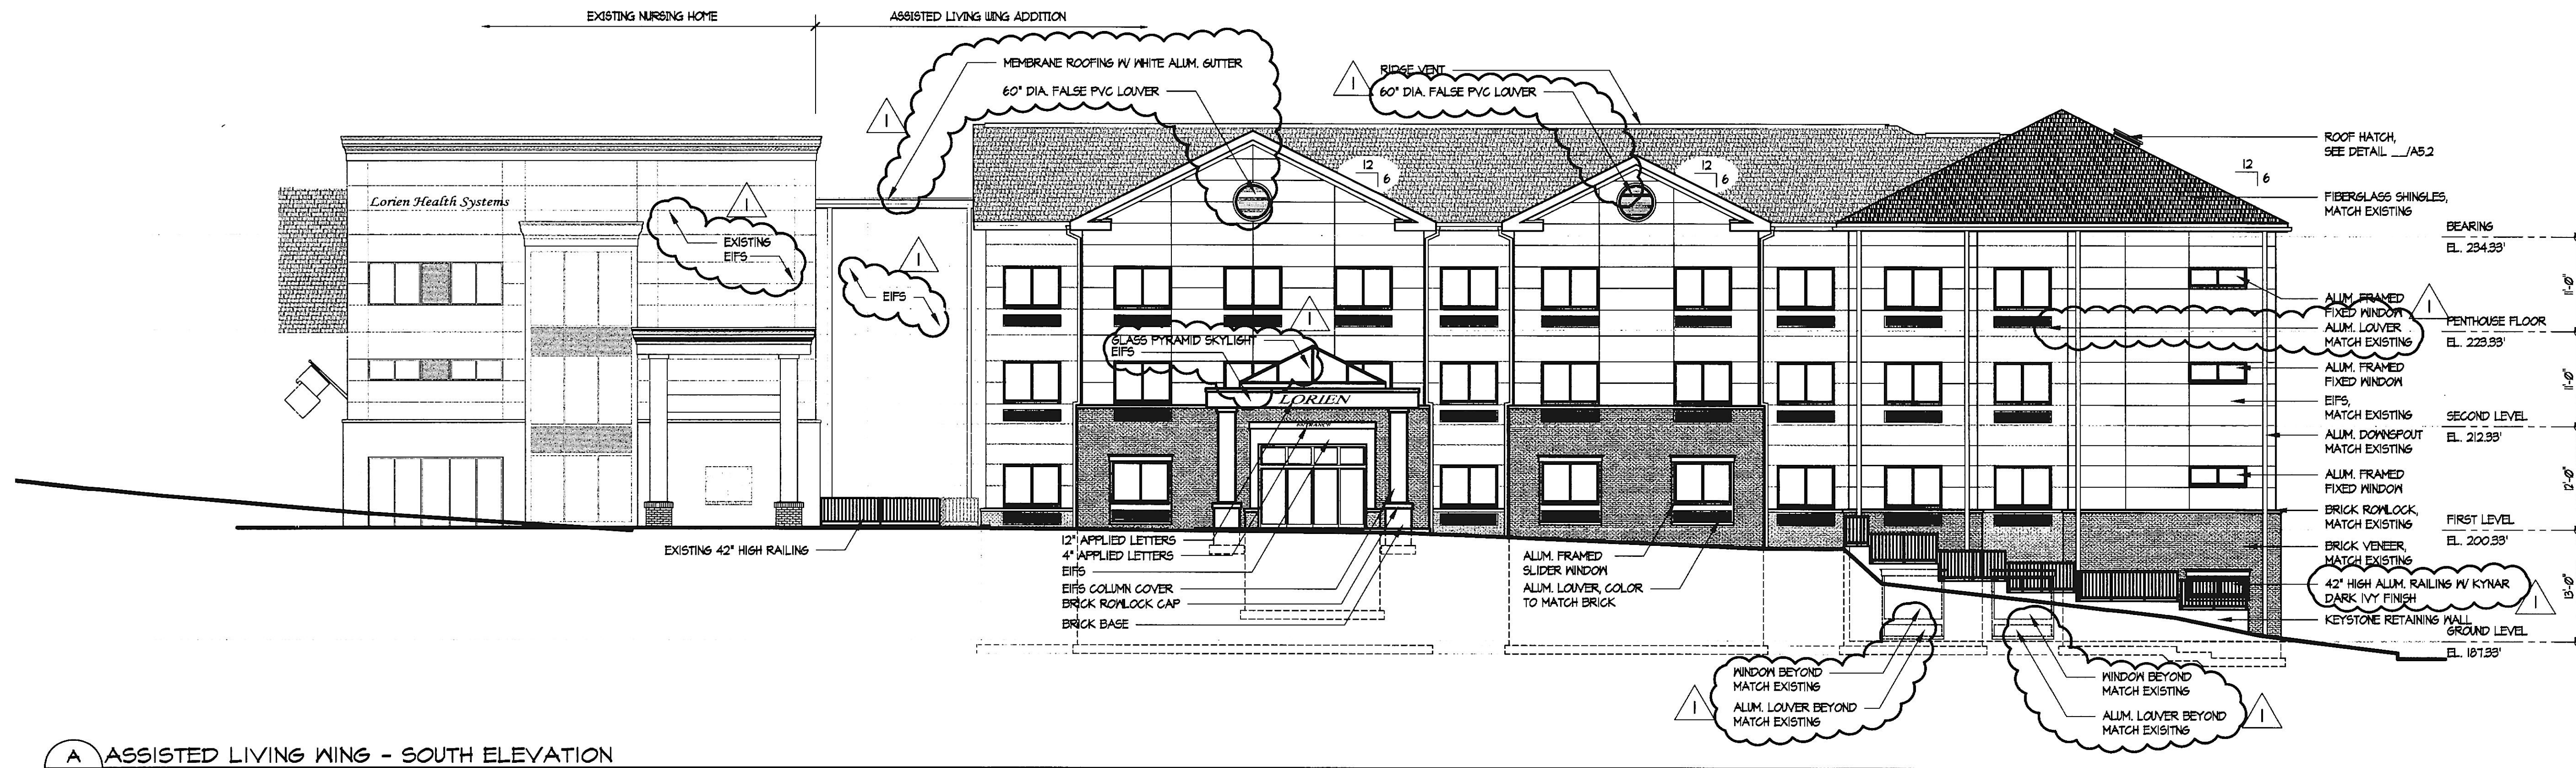 EXISTING NURSING HOME
ASSISTED LIVING WING ADDITION
MEMBRANE ROOFING W/ WHITE ALUM. GUTTER
60" DIA. FALSE PVC LOUVER
1
RIDGE VENT
60" DIA. FALSE PVC LOUVER
1
ROOF HATCH,
SEE DETAIL __/A5.2
12
6
12
6
12
6
FIBERGLASS SHINGLES,
MATCH EXISTING
Lorien Health Systems
1
EXISTING
EIFS
1
EIFS
BEARING
EL. 234.33'
11'-0"
ALUM. FRAMED
FIXED WINDOW
1
ALUM. LOUVER
MATCH EXISTING
PENTHOUSE FLOOR
EL. 223.33'
1
GLASS PYRAMID SKYLIGHT
EIFS
ALUM. FRAMED
FIXED WINDOW
11'-0"
LORIEN
ENTRANCE
EIFS,
MATCH EXISTING
SECOND LEVEL
EL. 212.33'
ALUM. DOWNSPOUT
MATCH EXISTING
ALUM. FRAMED
FIXED WINDOW
12'-0"
BRICK ROWLOCK,
MATCH EXISTING
FIRST LEVEL
EL. 200.33'
BRICK VENEER,
MATCH EXISTING
EXISTING 42" HIGH RAILING
12" APPLIED LETTERS
4" APPLIED LETTERS
EIFS
EIFS COLUMN COVER
BRICK ROWLOCK CAP
BRICK BASE
ALUM. FRAMED
SLIDER WINDOW
ALUM. LOUVER, COLOR
TO MATCH BRICK
42" HIGH ALUM. RAILING W/ KYNAR
DARK IVY FINISH
1
13'-0"
KEYSTONE RETAINING WALL
GROUND LEVEL
EL. 187.33'
WINDOW BEYOND
MATCH EXISTING
ALUM. LOUVER BEYOND
MATCH EXISTING
1
WINDOW BEYOND
MATCH EXISTING
ALUM. LOUVER BEYOND
MATCH EXISITNG
1
A
ASSISTED LIVING WING - SOUTH ELEVATION